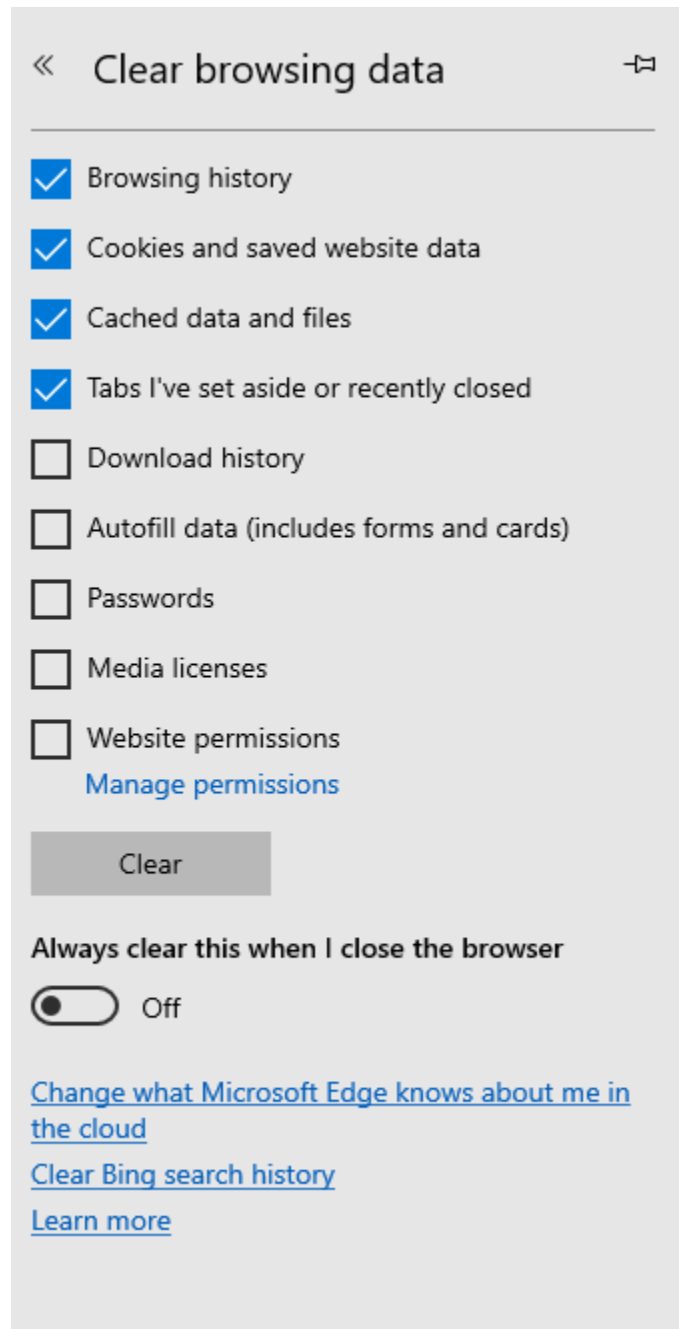 Clear browsing data
Browsing history
Cookies and saved website data
Cached data and files
Tabs I've set aside or recently closed
Download history
Autofill data (includes forms and cards)
Passwords
Media licenses
Website permissions
Manage permissions
Clear
Always clear this when I close the browser
Off
Change what Microsoft Edge knows about me in
the cloud
Clear Bing search history
Learn more